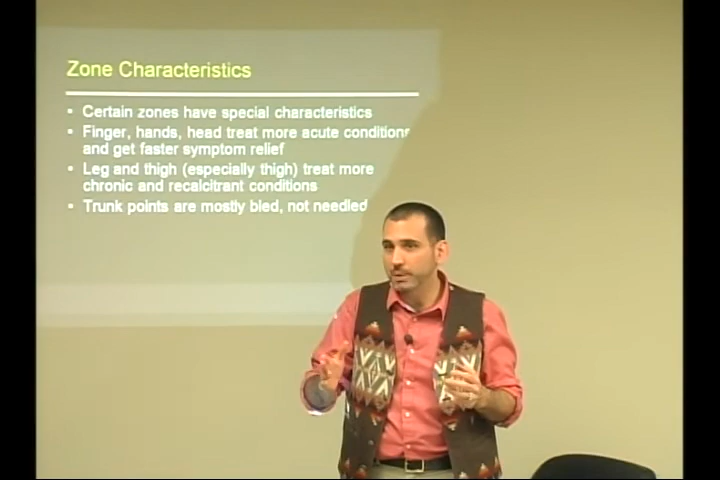 Zone Characteristics
• Certain zones have special characteristics
• Finger, hands, head treat more acute conditions
and get faster symptom relief
• Leg and thigh (especially thigh) treat more
chronic and recalcitrant conditions
• Trunk points are mostly bled, not needled